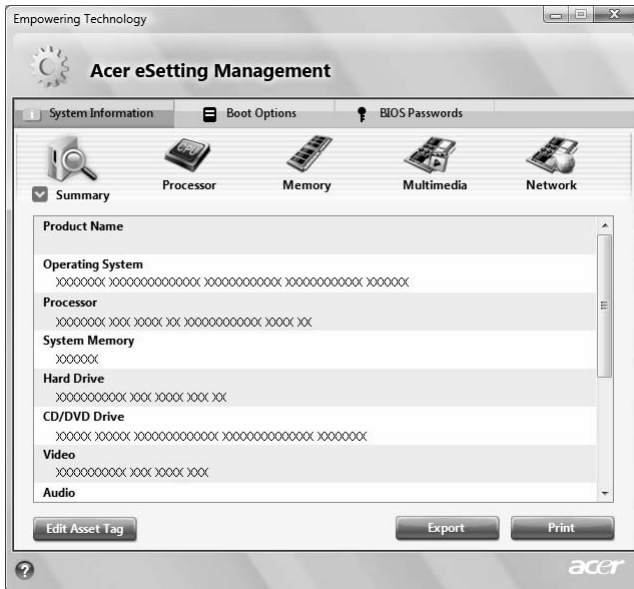 Empowering Technology
Acer eSetting Management
System Information Boot Options BIOS Passwords
CPU
Summary Processor Memory Multimedia Network
Product Name
Operating System
XXXXXXX XXXXXXXXXXXXX XXXXXXXXXXX XXXXXXXXXXX XXXXXX
Processor
XXXXXXX XXX XXXX XX XXXXXXXXXXXX XXXX XX
System Memory
XXXXXX
Hard Drive
XXXXXXXXXX XXX XXXX XXX XX
CD/DVD Drive
XXXXX XXXXX XXXXXXXXXXXX XXXXXXXXXXXXX XXXXXXX
Video
XXXXXXXXXX XXX XXXX XXX
Audio
Edit Asset Tag Export Print
? acer